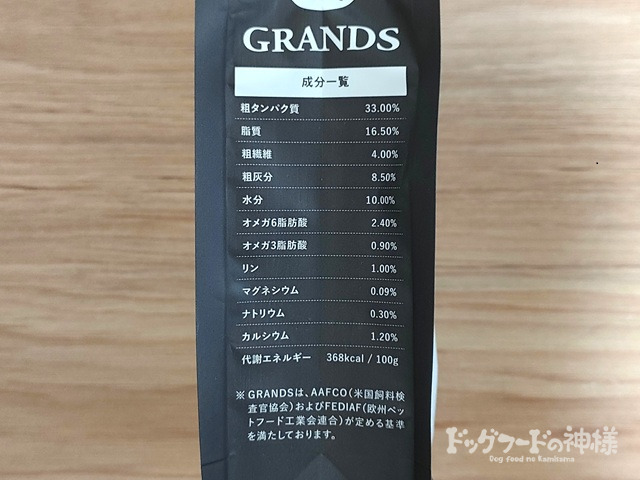 GRANDS
成分一覧
粗タンパク質 33.00%
脂質 16.50%
粗繊維 4.00%
粗灰分 8.50%
水分 10.00%
オメガ6脂肪酸 2.40%
オメガ3脂肪酸 0.90%
リン 1.00%
マグネシウム 0.09%
ナトリウム 0.30%
カルシウム 1.20%
代謝エネルギー 368kcal / 100g
※GRANDSは、AAFCO(米国飼料検
査官協会)およびFEDIAF(欧州ペッ
トフード工業会連合)が定める基準
を満たしております。
ドッグフードの神様
Dog food no Kamisama